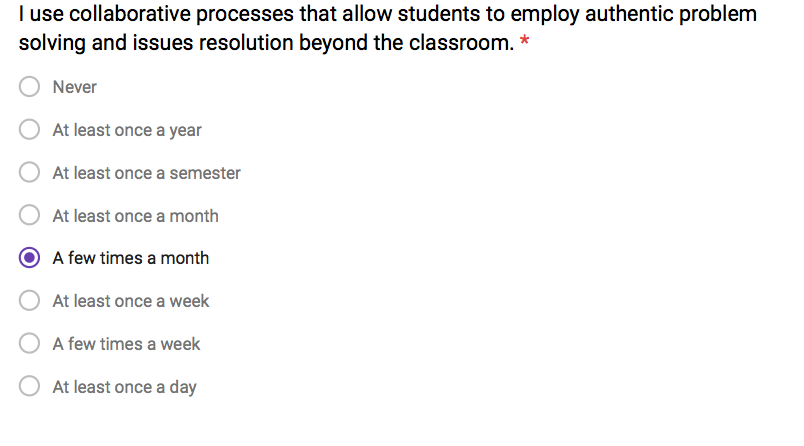 I use collaborative processes that allow students to employ authentic problem
solving and issues resolution beyond the classroom. *
Never
At least once a year
At least once a semester
At least once a month
A few times a month
At least once a week
A few times a week
At least once a day